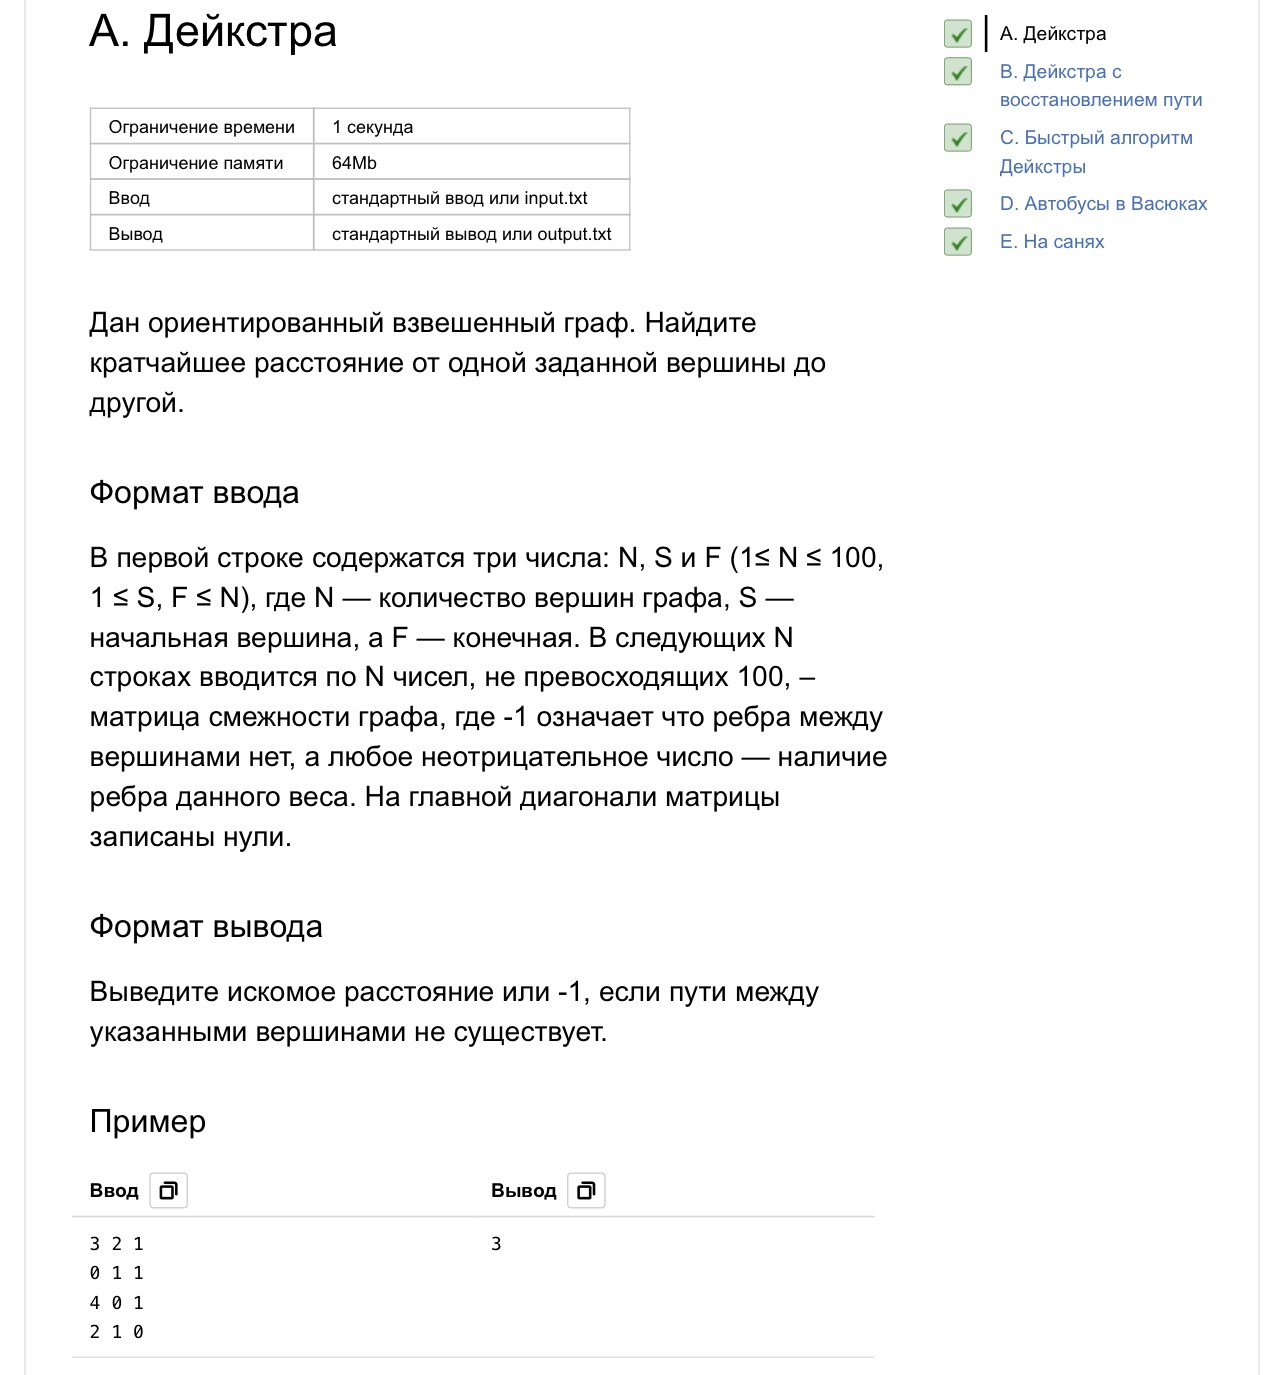 А. Дейкстра
Ограничение времени 1 секунда
Ограничение памяти 64Mb
Ввод стандартный ввод или input.txt
Вывод стандартный вывод или output.txt
Дан ориентированный взвешенный граф. Найдите
кратчайшее расстояние от одной заданной вершины до
другой.
Формат ввода
В первой строке содержатся три числа: N, S и F (1≤ N ≤ 100,
1 ≤ S, F ≤ N), где N — количество вершин графа, S —
начальная вершина, а F — конечная. В следующих N
строках вводится по N чисел, не превосходящих 100, –
матрица смежности графа, где -1 означает что ребра между
вершинами нет, а любое неотрицательное число — наличие
ребра данного веса. На главной диагонали матрицы
записаны нули.
Формат вывода
Выведите искомое расстояние или -1, если пути между
указанными вершинами не существует.
Пример
Ввод Вывод
3 2 1 3
0 1 1
4 0 1
2 1 0
А. Дейкстра
В. Дейкстра с
восстановлением пути
С. Быстрый алгоритм
Дейкстры
D. Автобусы в Васюках
Е. На санях